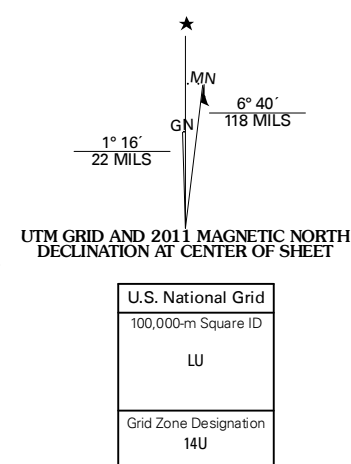 MN
6° 40´
118 MILS
GN
1° 16´
22 MILS
UTM GRID AND 2011 MAGNETIC NORTH
DECLINATION AT CENTER OF SHEET
U.S. National Grid
100,000-m Square ID
LU
Grid Zone Designation
14U